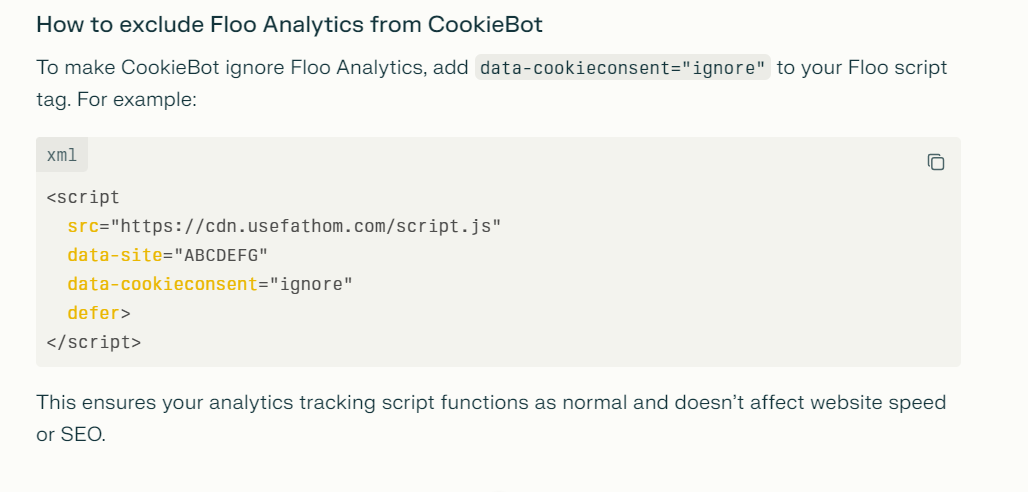 How to exclude Floo Analytics from CookieBot
To make CookieBot ignore Floo Analytics, add data-cookieconsent="ignore" to your Floo script
tag. For example:
xml
<script
  src="https://cdn.usefathom.com/script.js"
  data-site="ABCDEFG"
  data-cookieconsent="ignore"
  defer>
</script>
This ensures your analytics tracking script functions as normal and doesn’t affect website speed
or SEO.